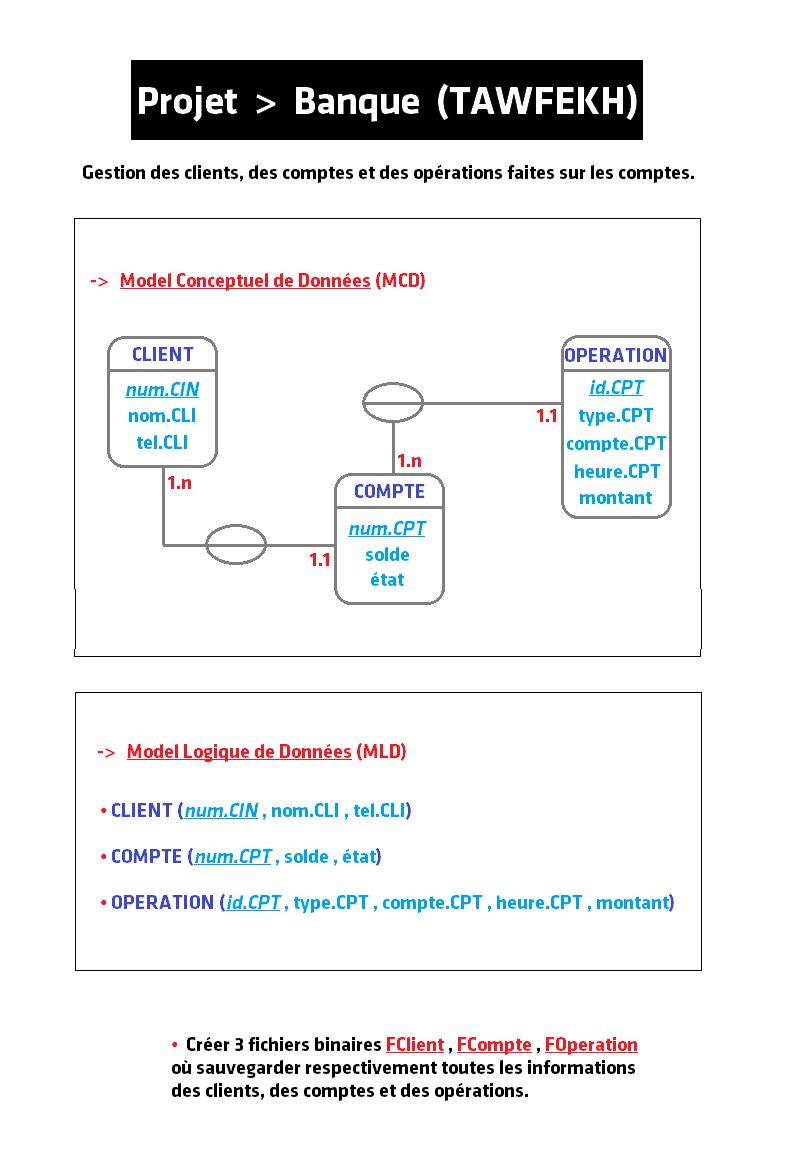 Projet > Banque (TAWFEKH)
Gestion des clients, des comptes et des opérations faites sur les comptes.
-> Model Conceptuel de Données (MCD)
CLIENT
num.CIN
nom.CLI
tel.CLI
1.n
1.1
COMPTE
num.CPT
solde
état
1.n
1.1
OPERATION
id.CPT
type.CPT
compte.CPT
heure.CPT
montant
-> Model Logique de Données (MLD)
• CLIENT (num.CIN , nom.CLI , tel.CLI)
• COMPTE (num.CPT , solde , état)
• OPERATION (id.CPT , type.CPT , compte.CPT , heure.CPT , montant)
• Créer 3 fichiers binaires FClient , FCompte , FOperation
où sauvegarder respectivement toutes les informations
des clients, des comptes et des opérations.